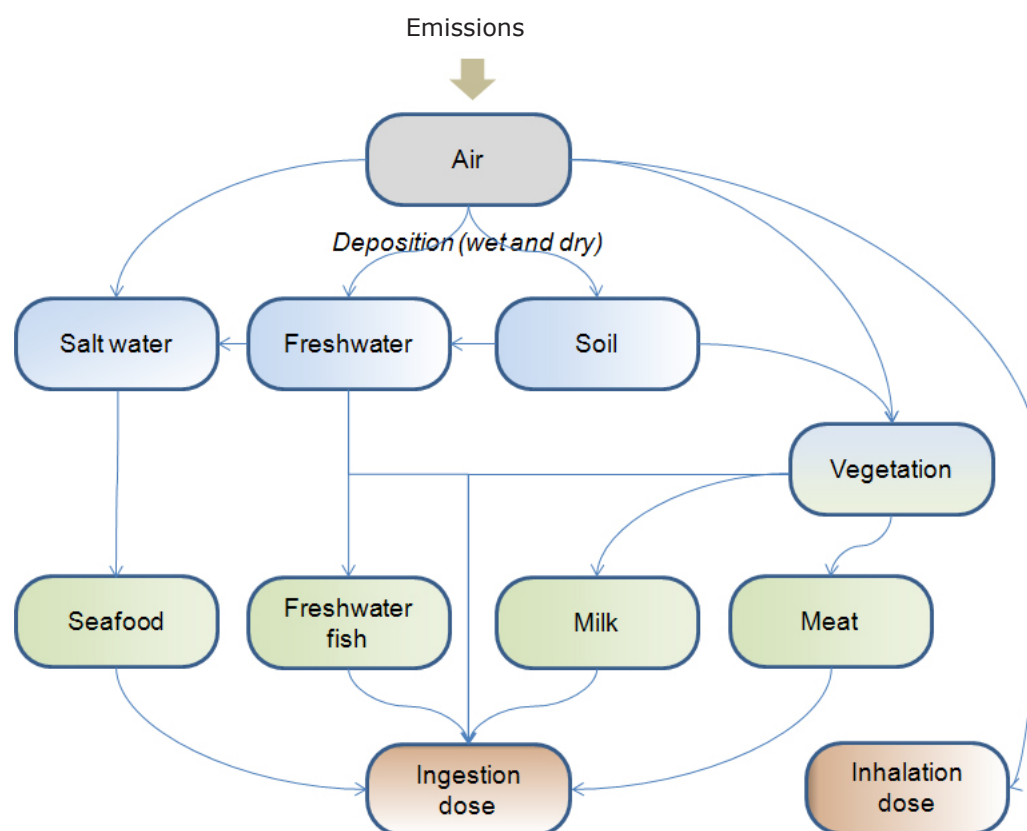 Emissions
Air
Deposition (wet and dry)
Salt water
Freshwater
Soil
Vegetation
Seafood
Freshwater
fish
Milk
Meat
Ingestion
dose
Inhalation
dose